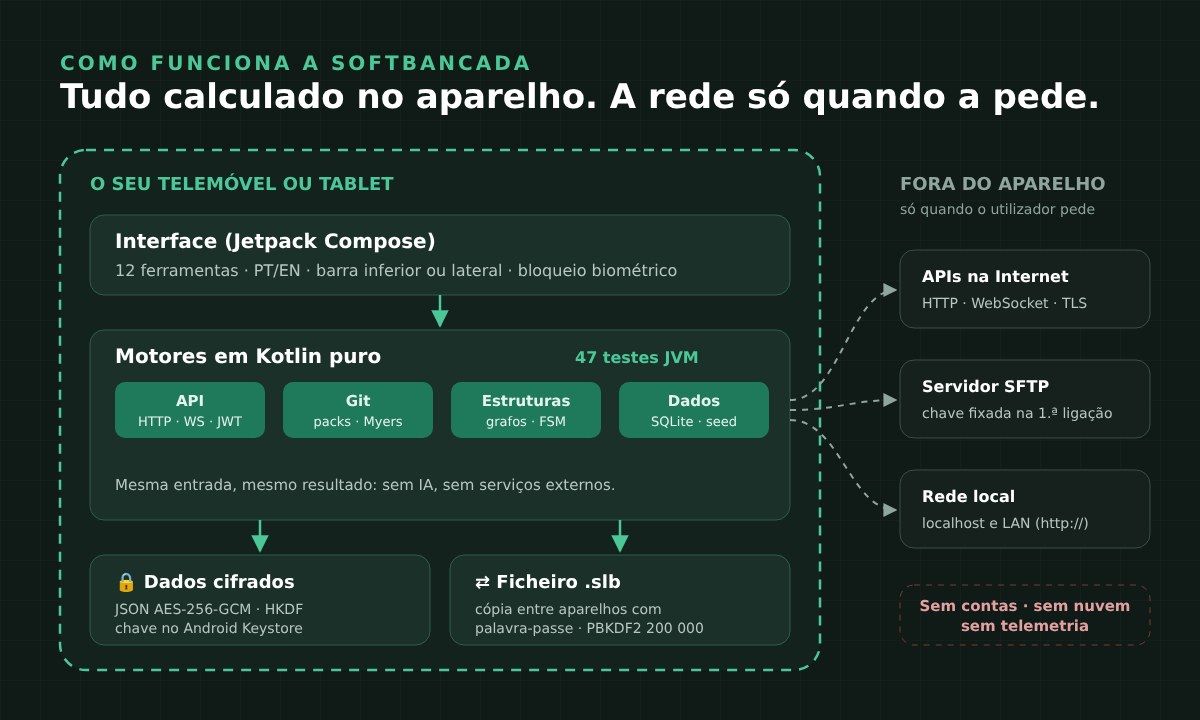 COMO FUNCIONA A SOFTBANCADA
Tudo calculado no aparelho. A rede só quando a pede.
O SEU TELEMÓVEL OU TABLET
Interface (Jetpack Compose)
12 ferramentas · PT/EN · barra inferior ou lateral · bloqueio biométrico
Motores em Kotlin puro
47 testes JVM
API
HTTP · WS · JWT
Git
packs · Myers
Estruturas
grafos · FSM
Dados
SQLite · seed
Mesma entrada, mesmo resultado: sem IA, sem serviços externos.
🔒 Dados cifrados
JSON AES-256-GCM · HKDF
chave no Android Keystore
⇄ Ficheiro .slb
cópia entre aparelhos com
palavra-passe · PBKDF2 200 000
FORA DO APARELHO
só quando o utilizador pede
APIs na Internet
HTTP · WebSocket · TLS
Servidor SFTP
chave fixada na 1.ª ligação
Rede local
localhost e LAN (http://)
Sem contas · sem nuvem
sem telemetria